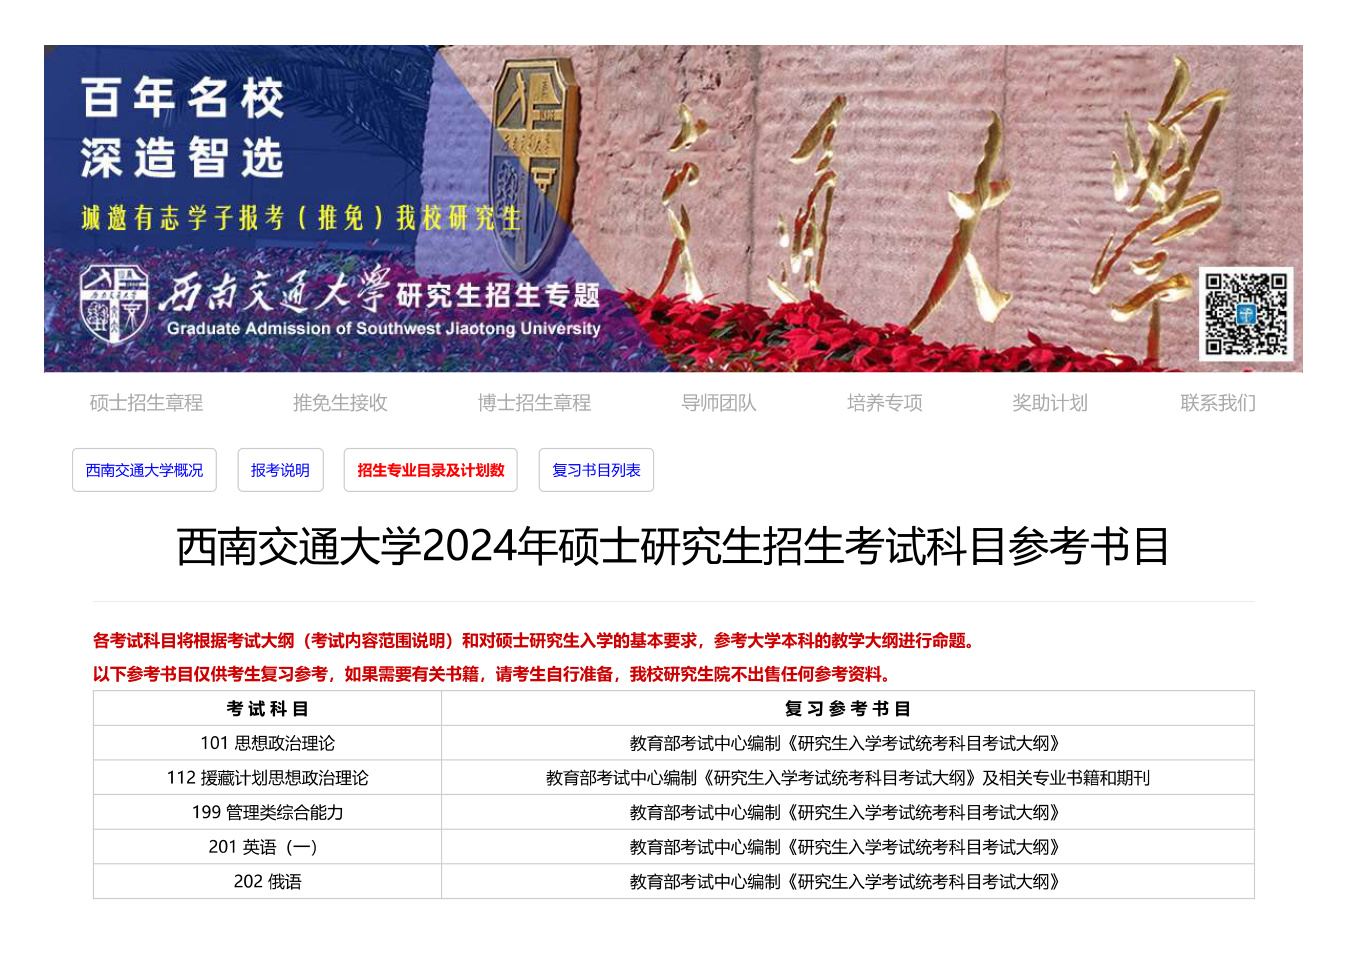 百年名校
深造智选
诚邀有志学子报考（推免）我校研究生
西南交通大学研究生招生专题
Graduate Admission of Southwest Jiaotong University
交通大学
硕士招生章程 推免生接收 博士招生章程 导师团队 培养专项 奖助计划 联系我们
西南交通大学概况 报考说明 招生专业目录及计划数 复习书目列表
西南交通大学2024年硕士研究生招生考试科目参考书目
各考试科目将根据考试大纲（考试内容范围说明）和对硕士研究生入学的基本要求，参考大学本科的教学大纲进行命题。
以下参考书目仅供考生复习参考，如果需要有关书籍，请考生自行准备，我校研究生院不出售任何参考资料。
考试科目 复习参考书目
101 思想政治理论 教育部考试中心编制《研究生入学考试统考科目考试大纲》
112 援藏计划思想政治理论 教育部考试中心编制《研究生入学考试统考科目考试大纲》及相关专业书籍和期刊
199 管理类综合能力 教育部考试中心编制《研究生入学考试统考科目考试大纲》
201 英语（一） 教育部考试中心编制《研究生入学考试统考科目考试大纲》
202 俄语 教育部考试中心编制《研究生入学考试统考科目考试大纲》